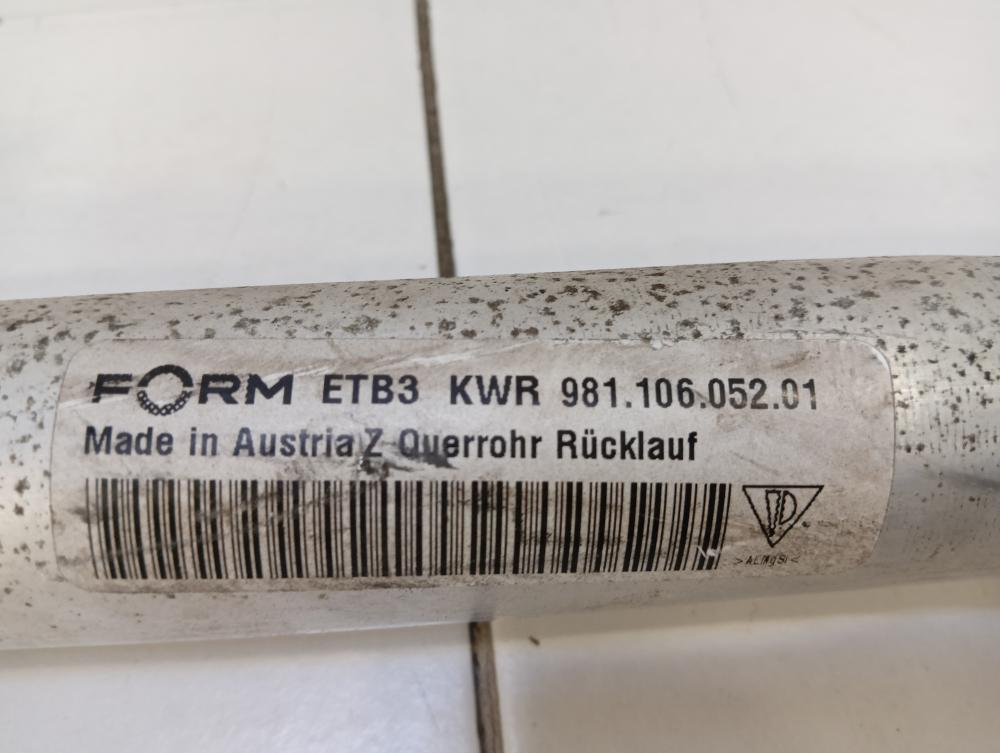 FORM ETB3 KWR 981.106.052.01
Made in Austria Z Querrohr Rücklauf
>ALMgSi<